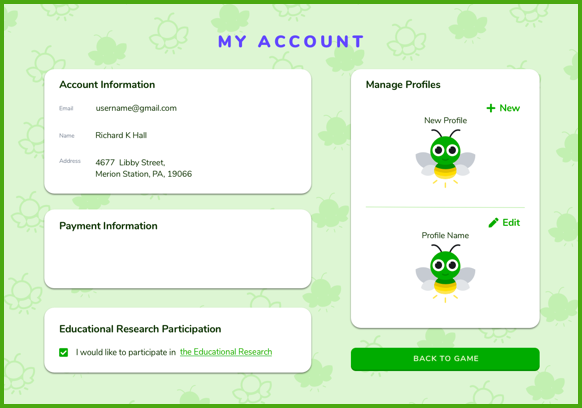 MY ACCOUNT
Account Information
Email username@gmail.com
Name Richard K Hall
Address 4677 Libby Street,
Merion Station, PA, 19066
Payment Information
Educational Research Participation
I would like to participate in the Educational Research
Manage Profiles
+ New
New Profile
Edit
Profile Name
BACK TO GAME